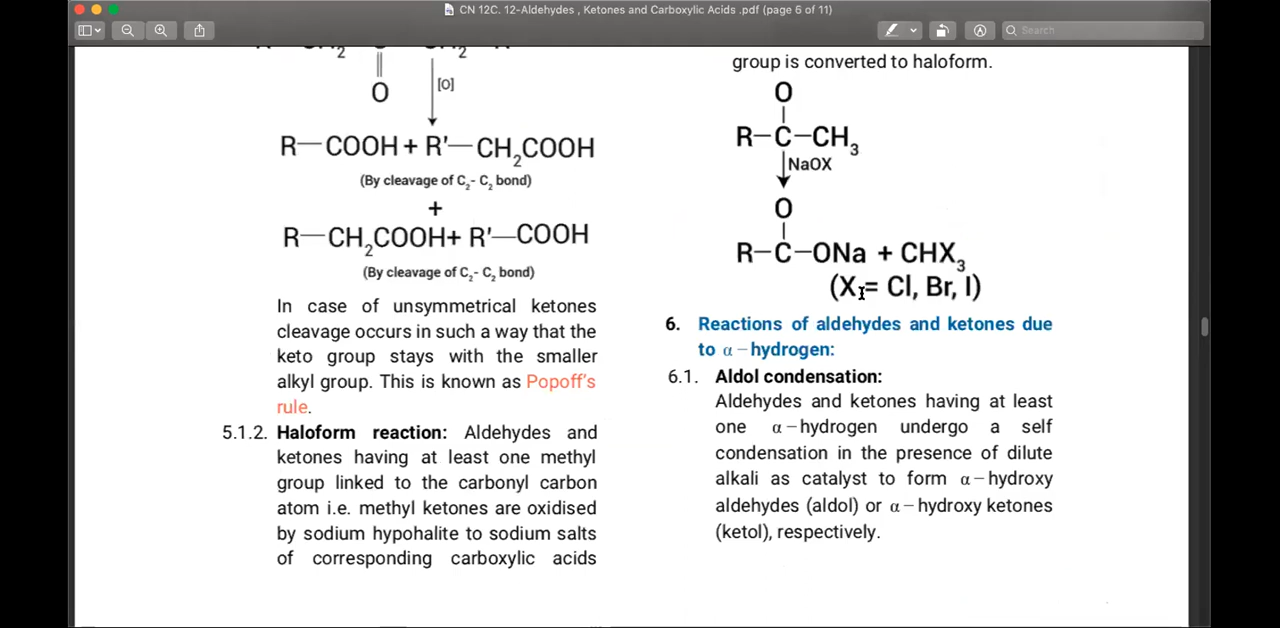 CN 12C. 12-Aldehydes , Ketones and Carboxylic Acids .pdf (page 6 of 11)
Search
O
[O]
R—COOH + R'—CH2COOH
(By cleavage of C2- C2 bond)
+
R—CH2COOH+ R'—COOH
(By cleavage of C2- C2 bond)
In case of unsymmetrical ketones
cleavage occurs in such a way that the
keto group stays with the smaller
alkyl group. This is known as Popoff's
rule.
5.1.2. Haloform reaction: Aldehydes and
ketones having at least one methyl
group linked to the carbonyl carbon
atom i.e. methyl ketones are oxidised
by sodium hypohalite to sodium salts
of corresponding carboxylic acids
group is converted to haloform.
O
R–C–CH3
NaOX
O
R–C–ONa + CHX3
(X = Cl, Br, I)
6. Reactions of aldehydes and ketones due
to α–hydrogen:
6.1. Aldol condensation:
Aldehydes and ketones having at least
one α–hydrogen undergo a self
condensation in the presence of dilute
alkali as catalyst to form α–hydroxy
aldehydes (aldol) or α–hydroxy ketones
(ketol), respectively.